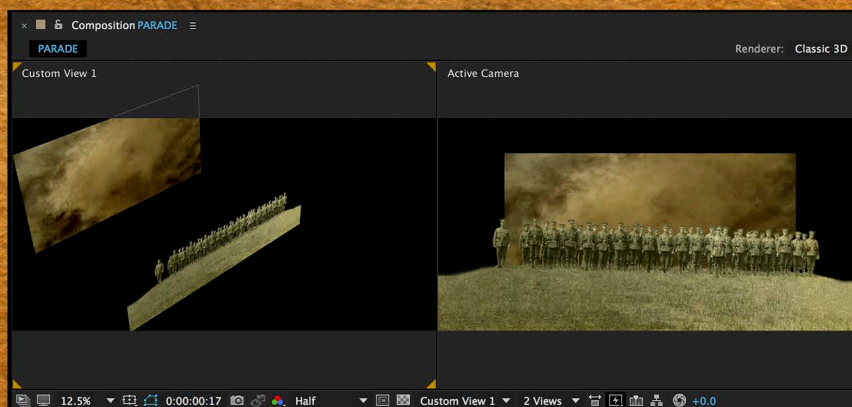 Composition PARADE
PARADE
Renderer: Classic 3D
Custom View 1
Active Camera
12.5%
0:00:00:17
Half
Custom View 1
2 Views
+0.0